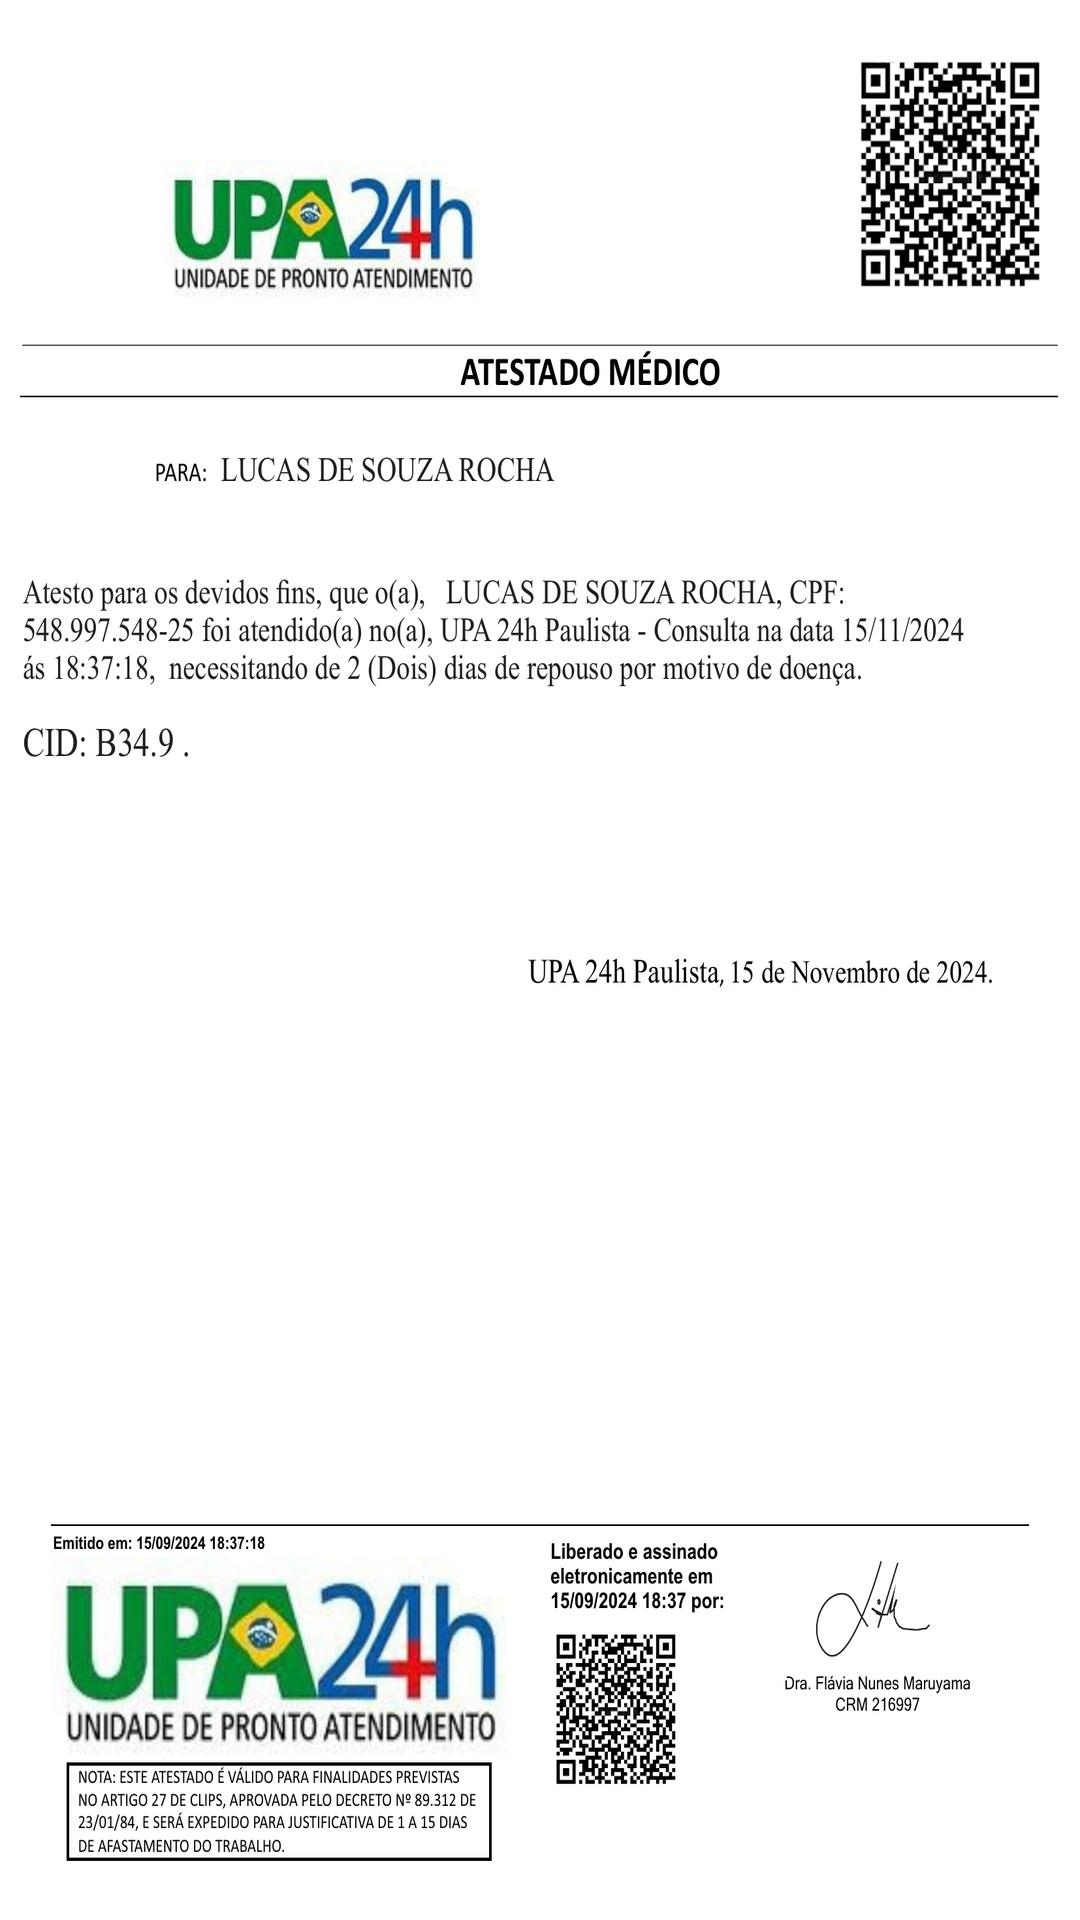 UPA24h
UNIDADE DE PRONTO ATENDIMENTO
ATESTADO MÉDICO
PARA: LUCAS DE SOUZA ROCHA
Atesto para os devidos fins, que o(a), LUCAS DE SOUZA ROCHA, CPF:
548.997.548-25 foi atendido(a) no(a), UPA 24h Paulista - Consulta na data 15/11/2024
ás 18:37:18, necessitando de 2 (Dois) dias de repouso por motivo de doença.
CID: B34.9 .
UPA 24h Paulista, 15 de Novembro de 2024.
Emitido em: 15/09/2024 18:37:18
UPA24h
UNIDADE DE PRONTO ATENDIMENTO
NOTA: ESTE ATESTADO É VÁLIDO PARA FINALIDADES PREVISTAS
NO ARTIGO 27 DE CLIPS, APROVADA PELO DECRETO Nº 89.312 DE
23/01/84, E SERÁ EXPEDIDO PARA JUSTIFICATIVA DE 1 A 15 DIAS
DE AFASTAMENTO DO TRABALHO.
Liberado e assinado
eletronicamente em
15/09/2024 18:37 por:
Dra. Flávia Nunes Maruyama
CRM 216997